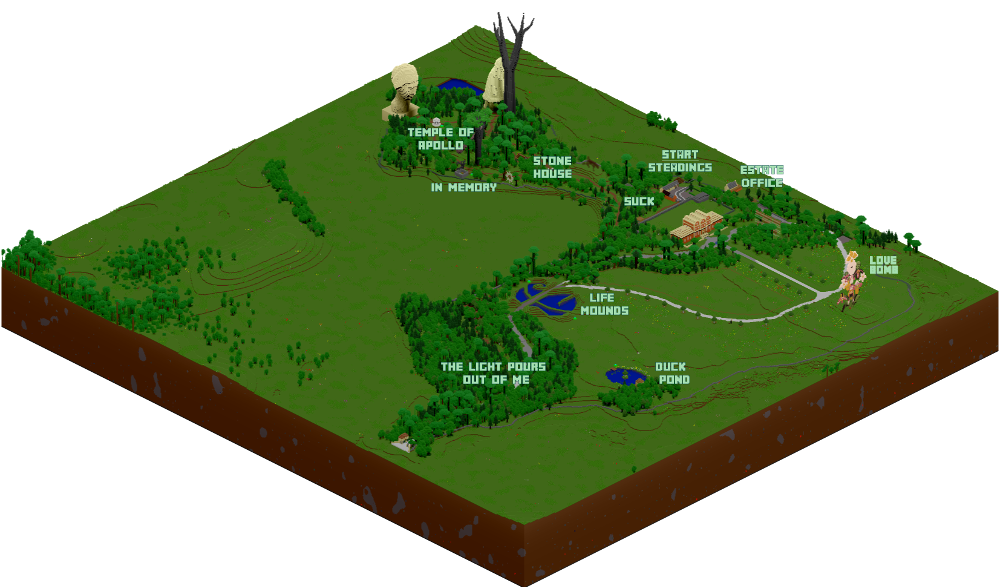 TEMPLE OF
APOLLO
STONE
HOUSE
IN MEMORY
START
STEADINGS
ESTATE
OFFICE
SUCK
LOVE
BOMB
LIFE
MOUNDS
THE LIGHT POURS
OUT OF ME
DUCK
POND